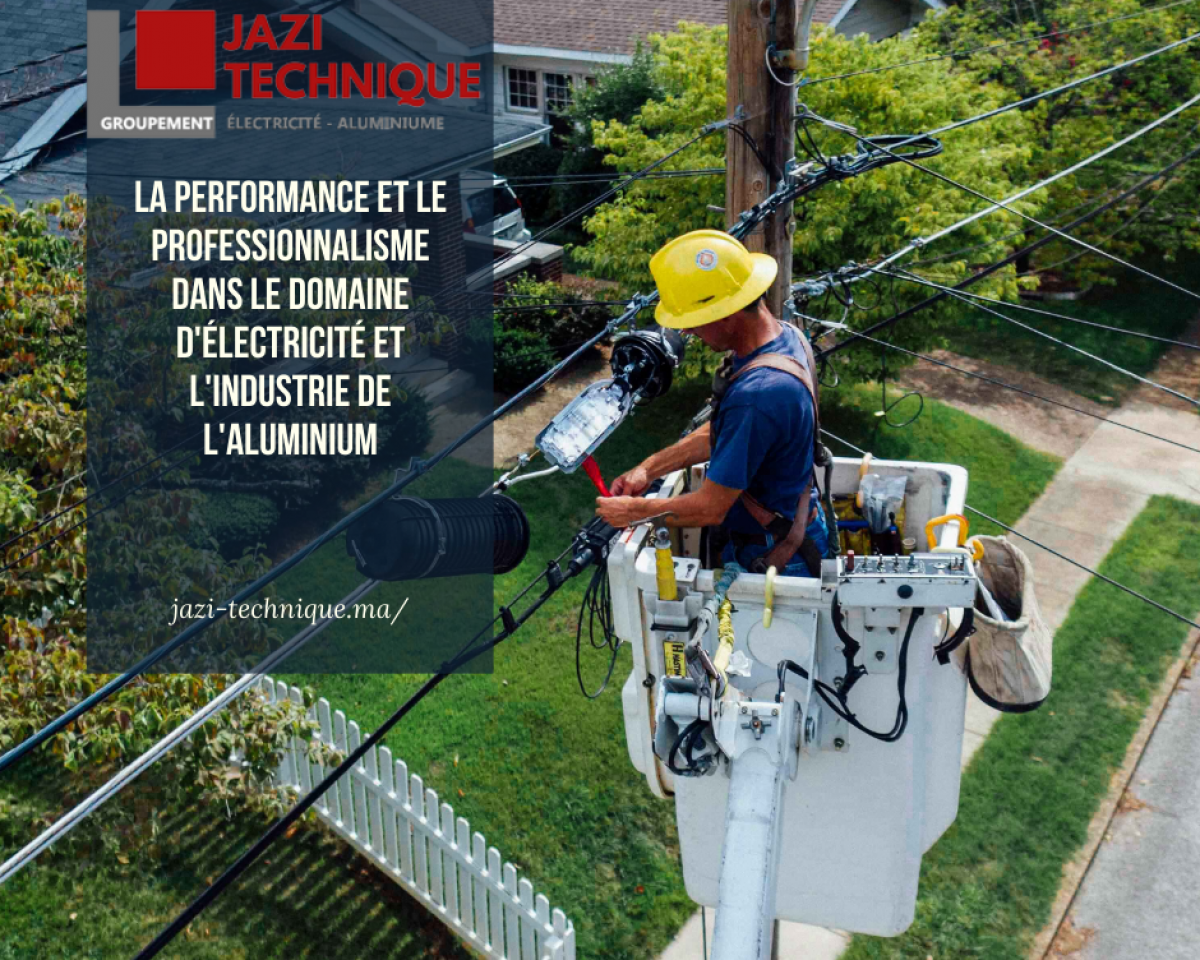 JAZI
TECHNIQUE
GROUPEMENT
ÉLECTRICITÉ - ALUMINIUME
LA PERFORMANCE ET LE
PROFESSIONNALISME
DANS LE DOMAINE
D'ÉLECTRICITÉ ET
L'INDUSTRIE DE
L'ALUMINIUM
jazi-technique.ma/